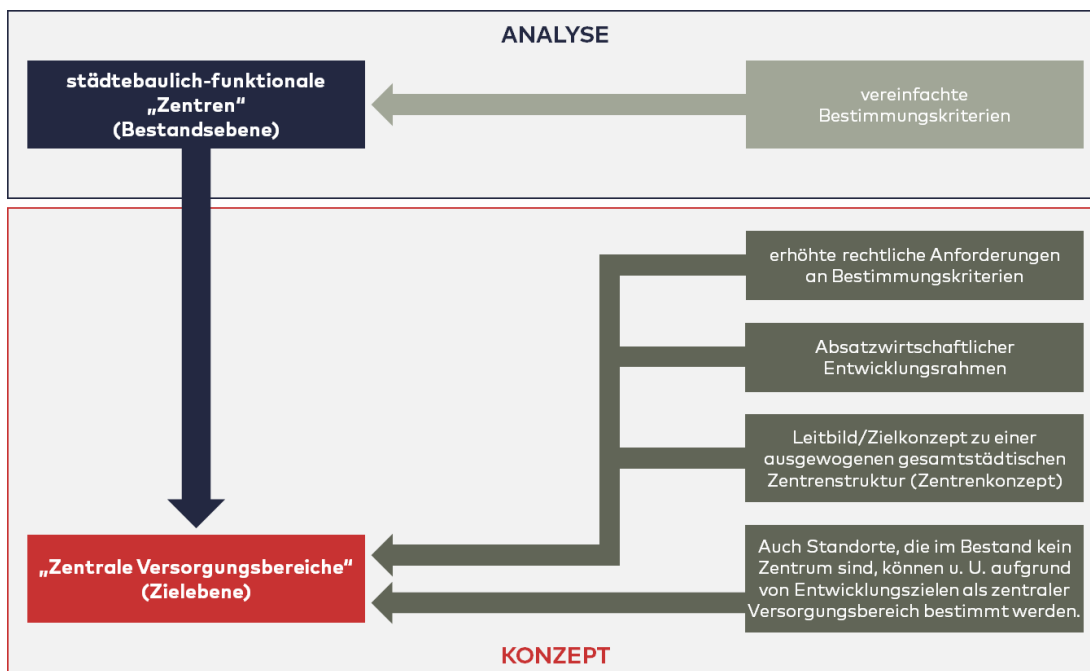 ANALYSE
städtebaulich-funktionale
„Zentren“
(Bestandsebene)
vereinfachte
Bestimmungskriterien
erhöhte rechtliche Anforderungen
an Bestimmungskriterien
Absatzwirtschaftlicher
Entwicklungsrahmen
Leitbild/Zielkonzept zu einer
ausgewogenen gesamtstädtischen
Zentrenstruktur (Zentrenkonzept)
„Zentrale Versorgungsbereiche“
(Zielebene)
Auch Standorte, die im Bestand kein
Zentrum sind, können u. U. aufgrund
von Entwicklungszielen als zentraler
Versorgungsbereich bestimmt werden.
KONZEPT